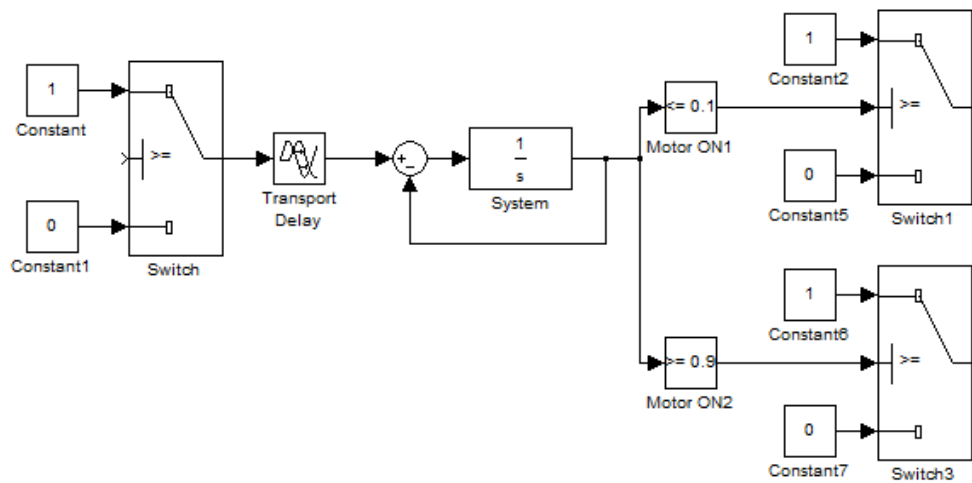 1
Constant
0
Constant1
>=
Switch
Transport
Delay
+
−
1
s
System
<= 0.1
Motor ON1
>= 0.9
Motor ON2
1
Constant2
>=
0
Constant5
Switch1
1
Constant6
>=
0
Constant7
Switch3